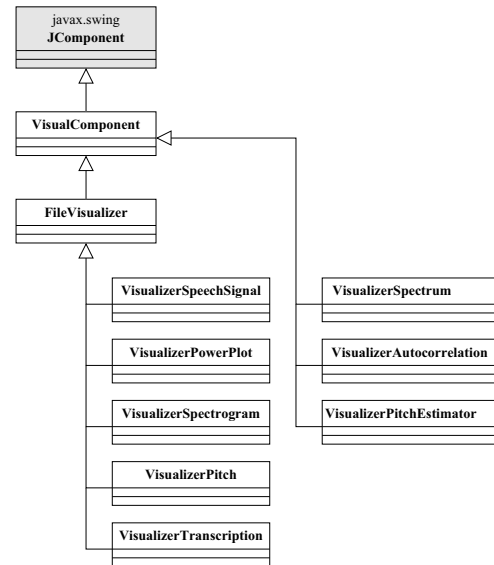 javax.swing
JComponent
VisualComponent
FileVisualizer
VisualizerSpeechSignal
VisualizerPowerPlot
VisualizerSpectrogram
VisualizerPitch
VisualizerTranscription
VisualizerSpectrum
VisualizerAutocorrelation
VisualizerPitchEstimator